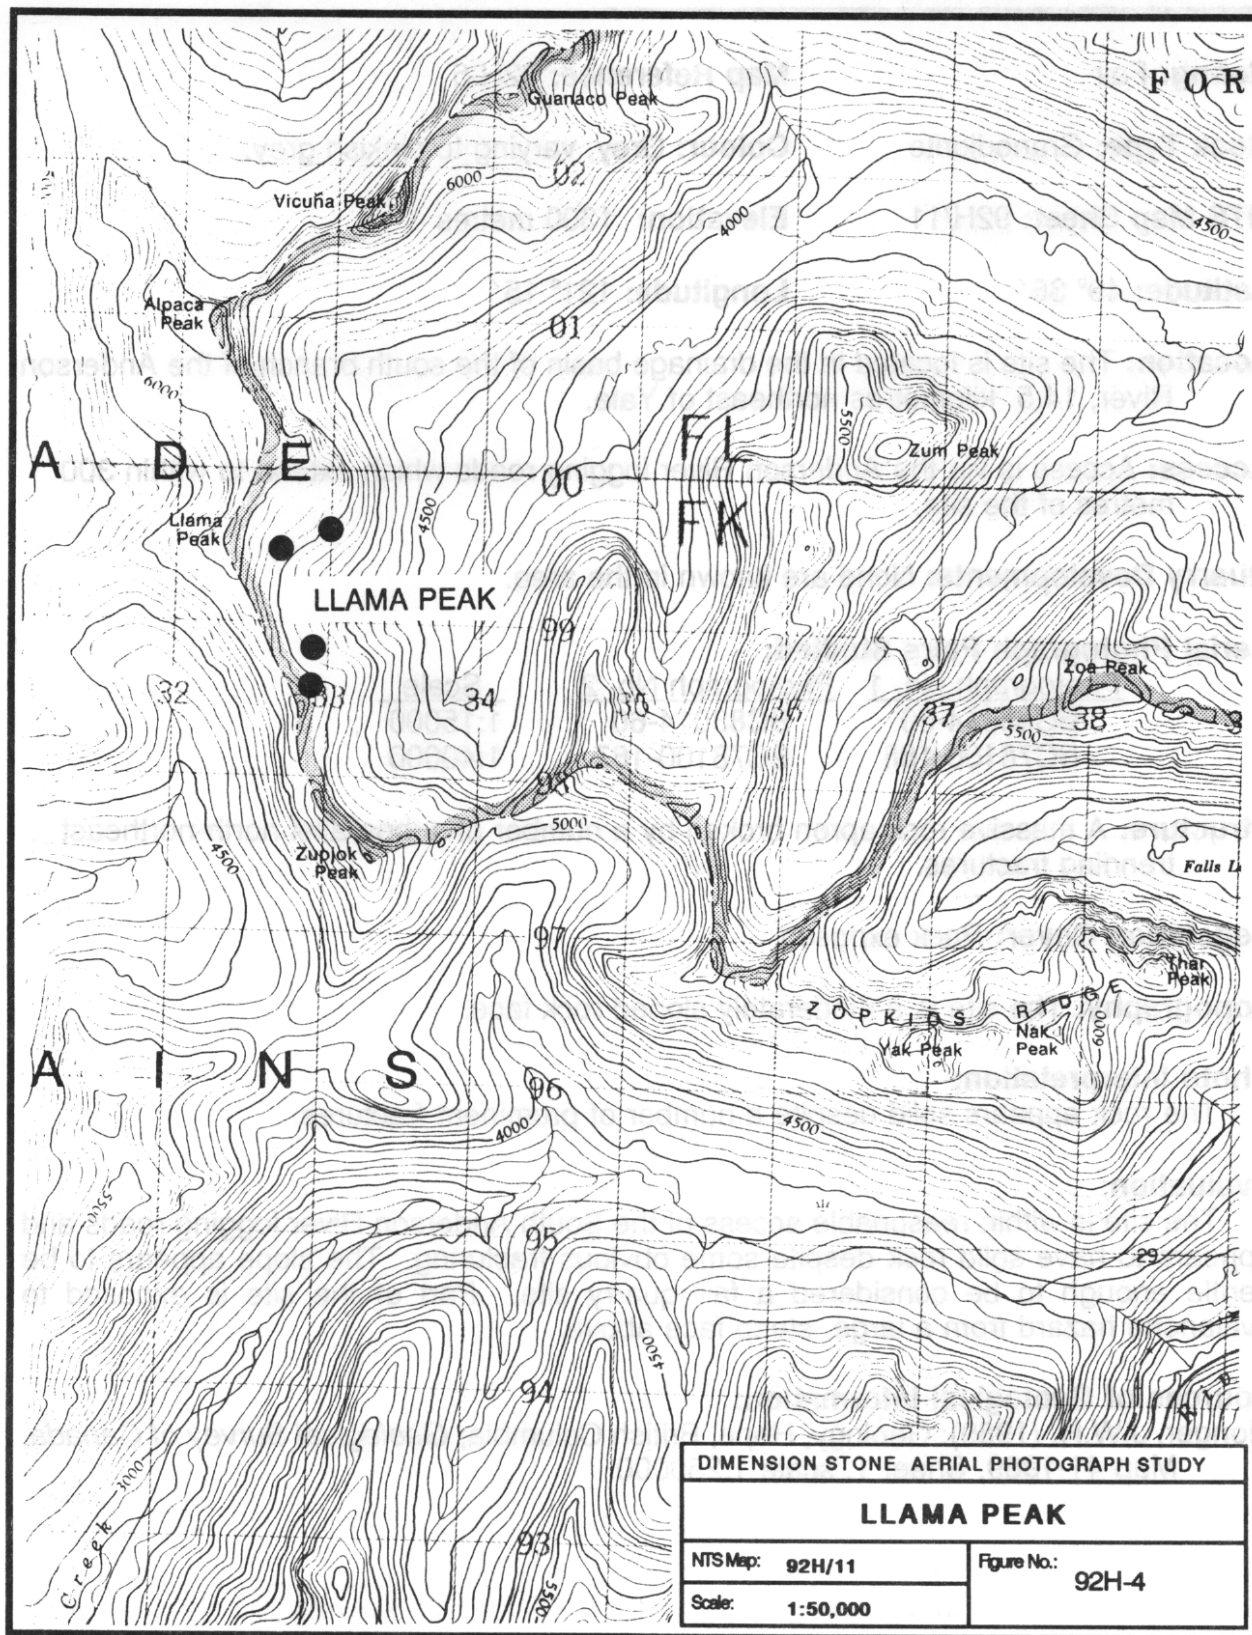 FOR
Guanaco Peak
02
6000
Vicuña Peak
4000
4500
Alpaca
Peak
01
6000
5500
Zum Peak
A D E
FL
00
4500
FK
Llama
Peak
LLAMA PEAK
99
Zoa Peak
32
33
34
35
36
37
38
3
5500
98
5000
4500
Zupjok
Peak
Falls L
97
Thar
Peak
ZOPKIOS RIDGE
Yak Peak
Nak
Peak
6000
A I N S
96
4000
4500
5500
95
29
4500
94
3000
Creek
93
5500
DIMENSION STONE AERIAL PHOTOGRAPH STUDY
LLAMA PEAK
NTS Map: 92H/11
Figure No.: 92H-4
Scale: 1:50,000